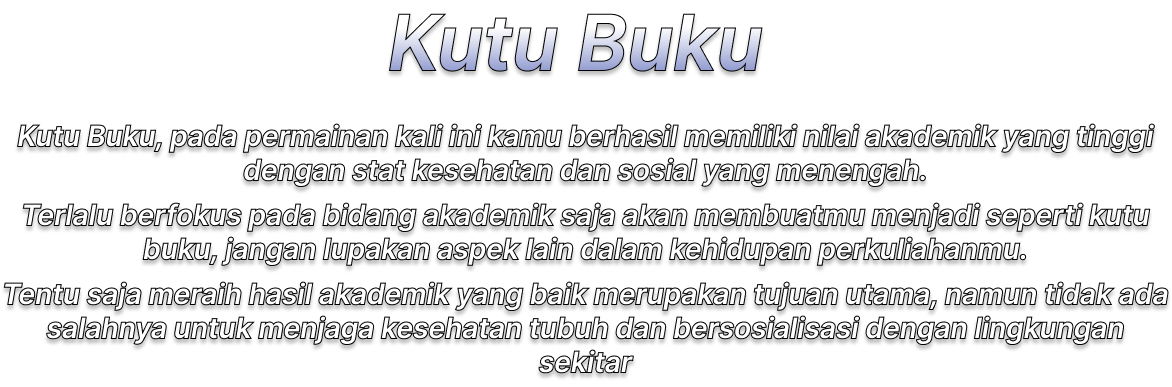 Kutu Buku
Kutu Buku, pada permainan kali ini kamu berhasil memiliki nilai akademik yang tinggi
dengan stat kesehatan dan sosial yang menengah.
Terlalu berfokus pada bidang akademik saja akan membuatmu menjadi seperti kutu
buku, jangan lupakan aspek lain dalam kehidupan perkuliahanmu.
Tentu saja meraih hasil akademik yang baik merupakan tujuan utama, namun tidak ada
salahnya untuk menjaga kesehatan tubuh dan bersosialisasi dengan lingkungan
sekitar